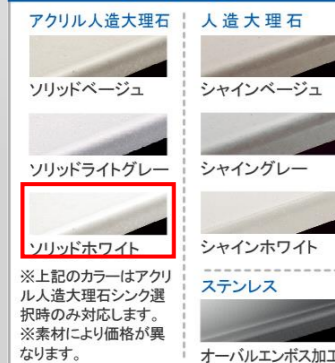 アクリル人造大理石
ソリッドベージュ
ソリッドライトグレー
ソリッドホワイト
※上記のカラーはアクリ
ル人造大理石シンク選
択時のみ対応します。
※素材により価格が異
なります。
人造大理石
シャインベージュ
シャイングレー
シャインホワイト
ステンレス
オーバルエンボス加工